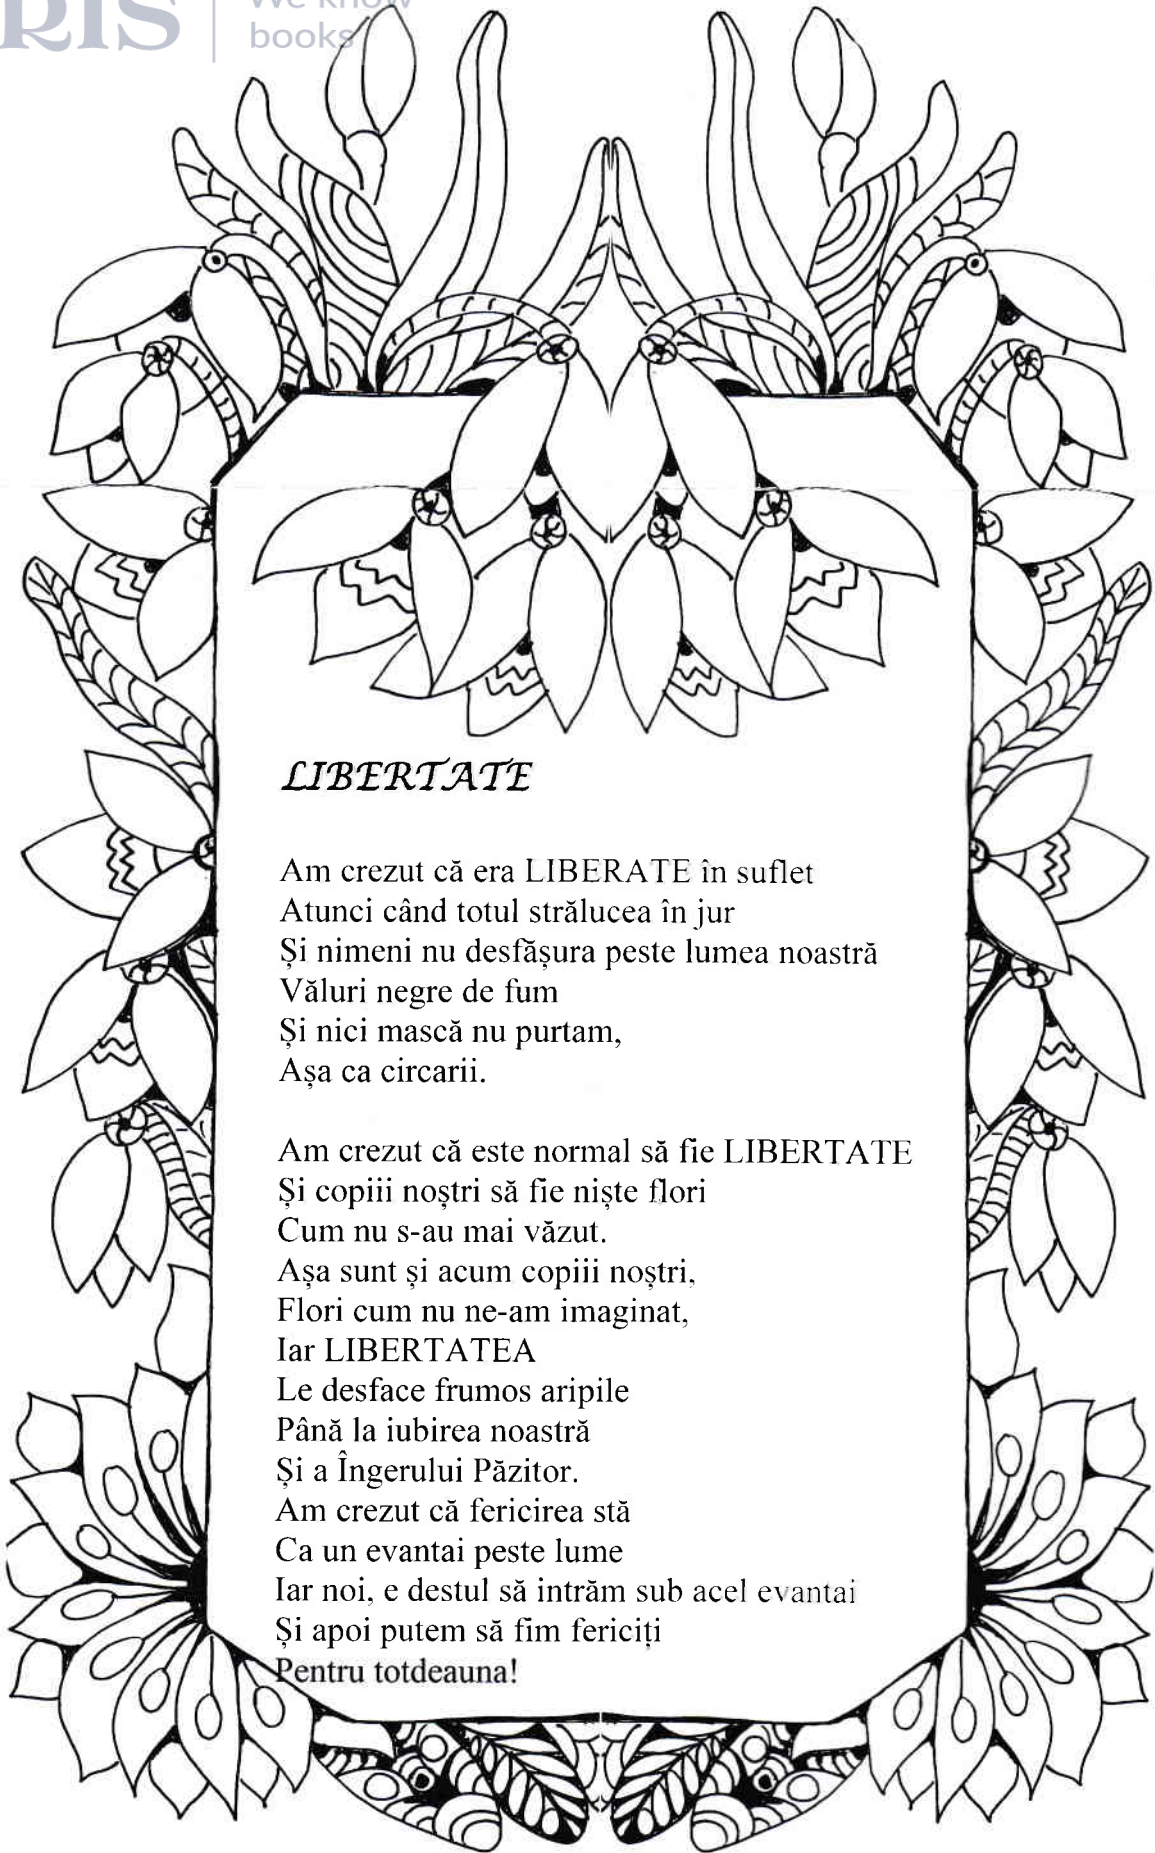 RIS
We know
books
LIBERTATE
Am crezut că era LIBERATE în suflet
Atunci când totul strălucea în jur
Și nimeni nu desfășura peste lumea noastră
Văluri negre de fum
Și nici mască nu purtam,
Așa ca circarii.
Am crezut că este normal să fie LIBERTATE
Și copiii noștri să fie niște flori
Cum nu s-au mai văzut.
Așa sunt și acum copiii noștri,
Flori cum nu ne-am imaginat,
Iar LIBERTATEA
Le desface frumos aripile
Până la iubirea noastră
Și a Îngerului Păzitor.
Am crezut că fericirea stă
Ca un evantai peste lume
Iar noi, e destul să intrăm sub acel evantai
Și apoi putem să fim fericiți
Pentru totdeauna!